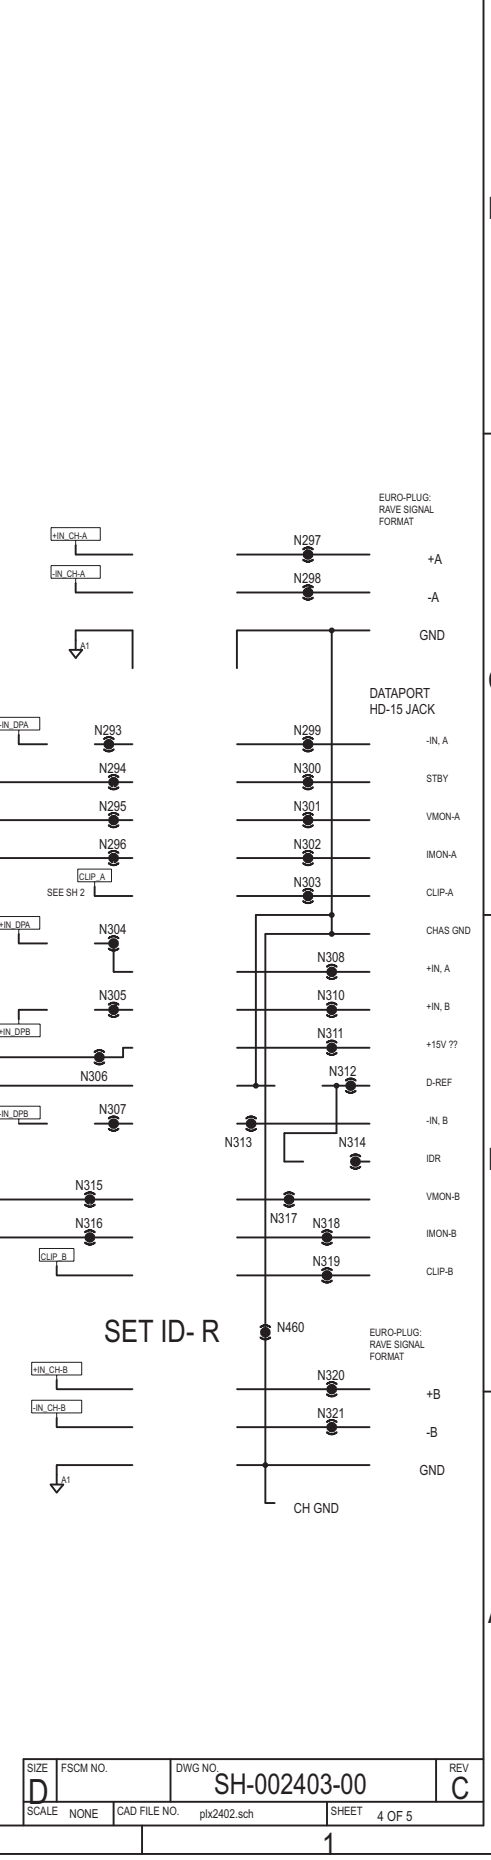 EURO-PLUG:
RAVE SIGNAL
FORMAT
+IN_CH-A
N297
+A
-IN_CH-A
N298
-A
A1
GND
DATAPORT
HD-15 JACK
-IN_DPA
N293
N299
-IN, A
N294
N300
STBY
N295
N301
VMON-A
N296
N302
IMON-A
CLIP_A
SEE SH 2
N303
CLIP-A
+IN_DPA
N304
CHAS GND
N308
+IN, A
N305
N310
+IN, B
+IN_DPB
N311
+15V ??
N306
N312
D-REF
-IN_DPB
N307
-IN, B
N313
N314
IDR
N315
VMON-B
N317
N316
N318
IMON-B
CLIP_B
N319
CLIP-B
SET ID- R
N460
EURO-PLUG:
RAVE SIGNAL
FORMAT
+IN_CH-B
N320
+B
-IN_CH-B
N321
-B
A1
GND
CH GND
SIZE
D
FSCM NO.
DWG NO.
SH-002403-00
REV
C
SCALE NONE
CAD FILE NO. plx2402.sch
SHEET 4 OF 5
1